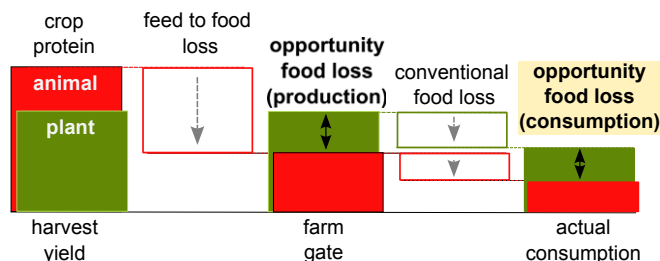 crop
protein
feed to food
loss
opportunity
food loss
(production)
conventional
food loss
opportunity
food loss
(consumption)
animal
plant
harvest
yield
farm
gate
actual
consumption